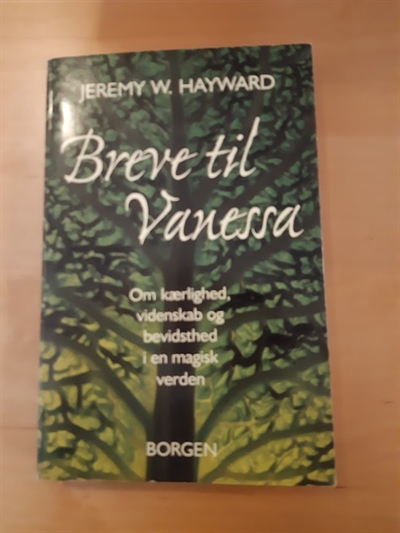 JEREMY W. HAYWARD
Breve til
Vanessa
Om kærlighed,
videnskab og
bevidsthed
i en magisk
verden
BORGEN